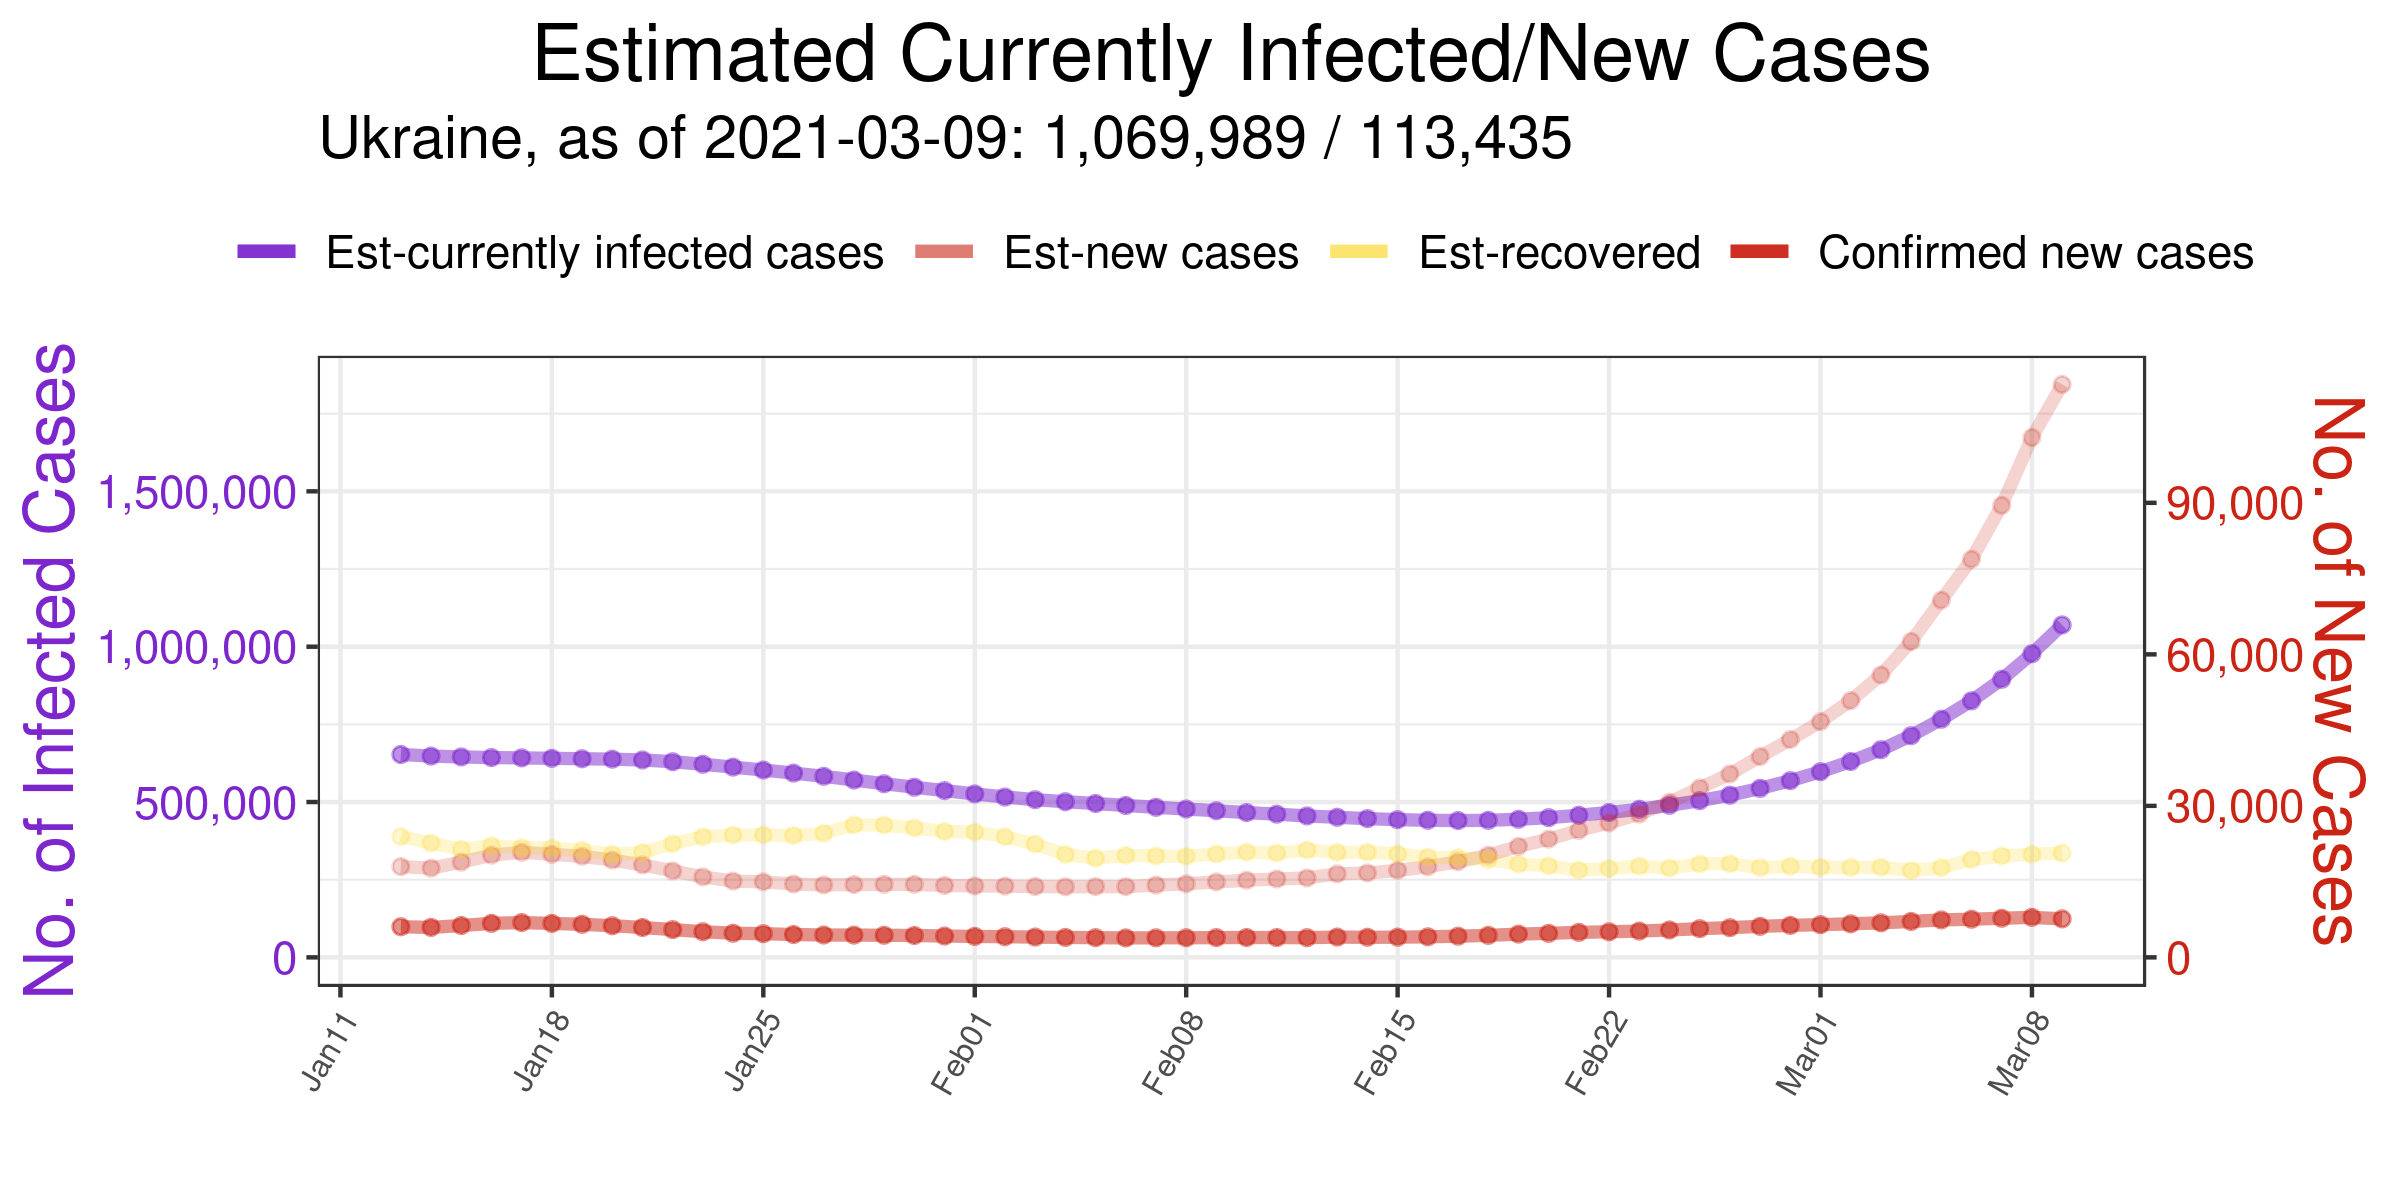 Estimated Currently Infected/New Cases
Ukraine, as of 2021-03-09: 1,069,989 / 113,435
Est-currently infected cases Est-new cases Est-recovered Confirmed new cases
No. of Infected Cases
1,500,000
1,000,000
500,000
0
90,000
60,000
30,000
0
No. of New Cases
Jan11 Jan18 Jan25 Feb01 Feb08 Feb15 Feb22 Mar01 Mar08